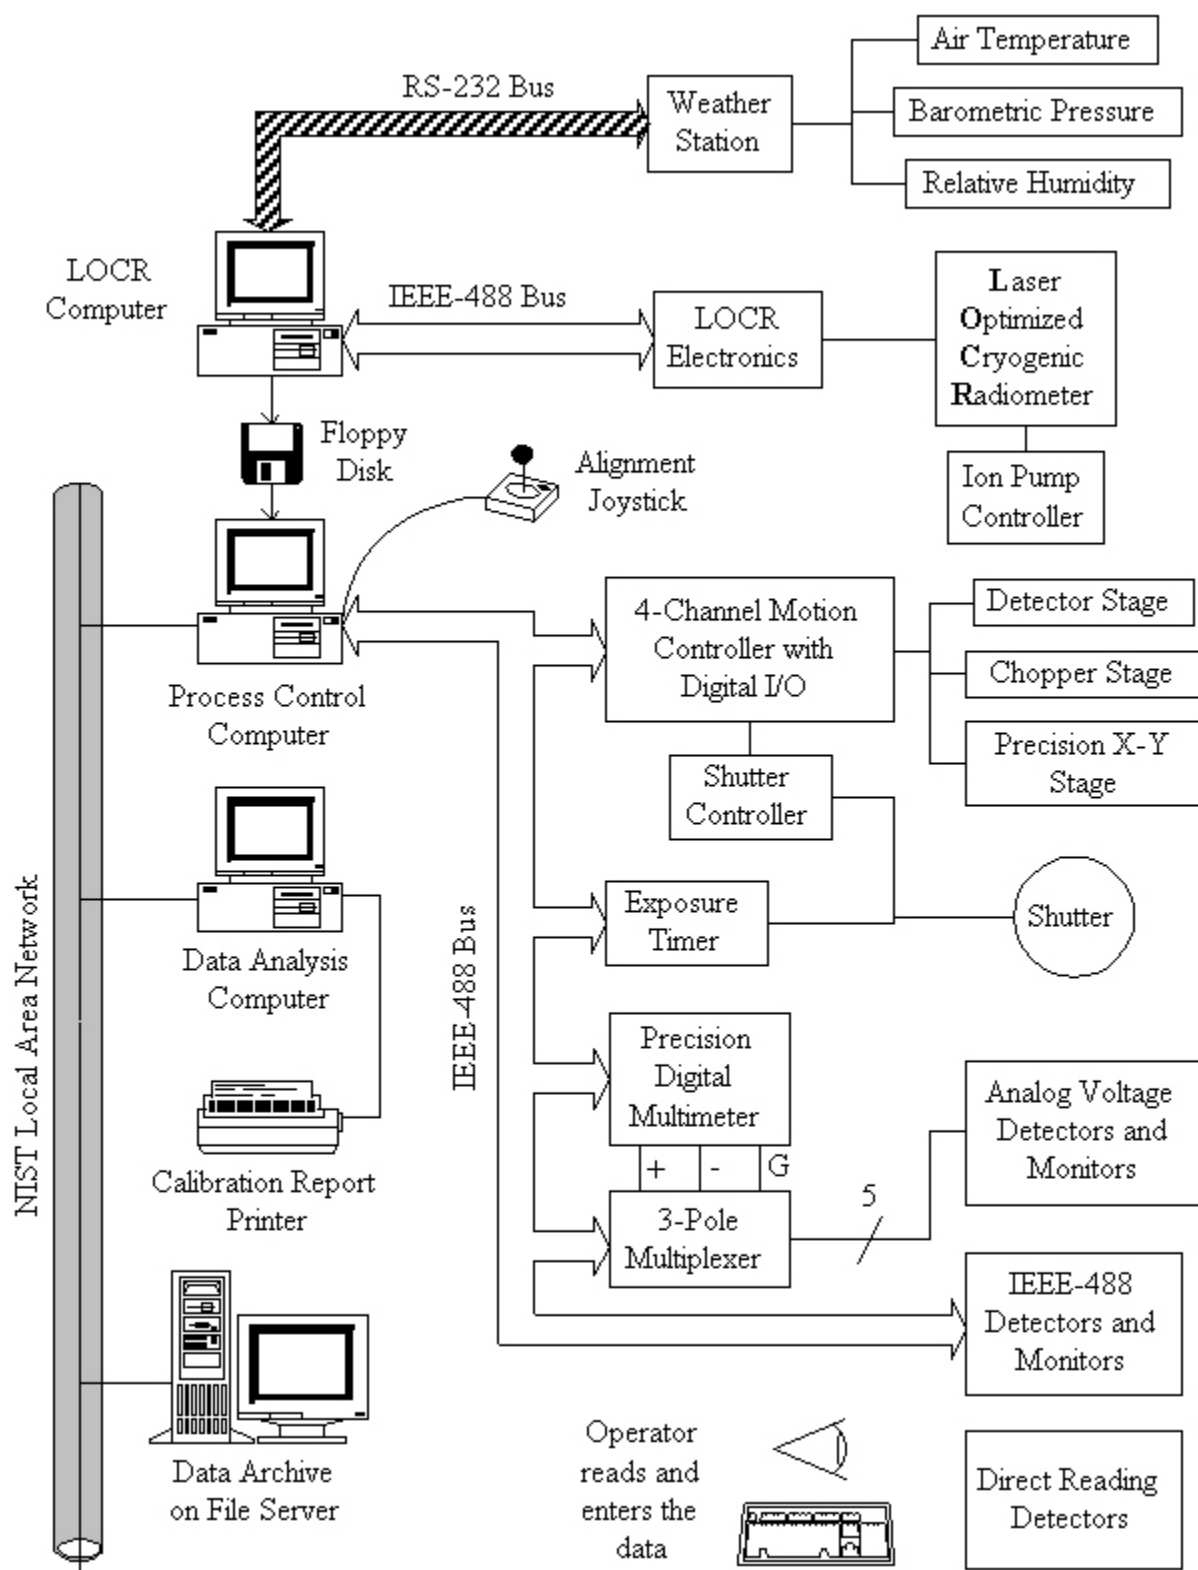 Air Temperature
RS-232 Bus
Weather
Station
Barometric Pressure
Relative Humidity
LOCR
Computer
IEEE-488 Bus
LOCR
Electronics
Laser
Optimized
Cryogenic
Radiometer
Floppy
Disk
Alignment
Joystick
Ion Pump
Controller
4-Channel Motion
Controller with
Digital I/O
Detector Stage
Chopper Stage
Precision X-Y
Stage
Process Control
Computer
Shutter
Controller
NIST Local Area Network
Data Analysis
Computer
IEEE-488 Bus
Exposure
Timer
Shutter
Precision
Digital
Multimeter
+ - G
3-Pole
Multiplexer
5
Analog Voltage
Detectors and
Monitors
Calibration Report
Printer
IEEE-488
Detectors and
Monitors
Data Archive
on File Server
Operator
reads and
enters the
data
Direct Reading
Detectors